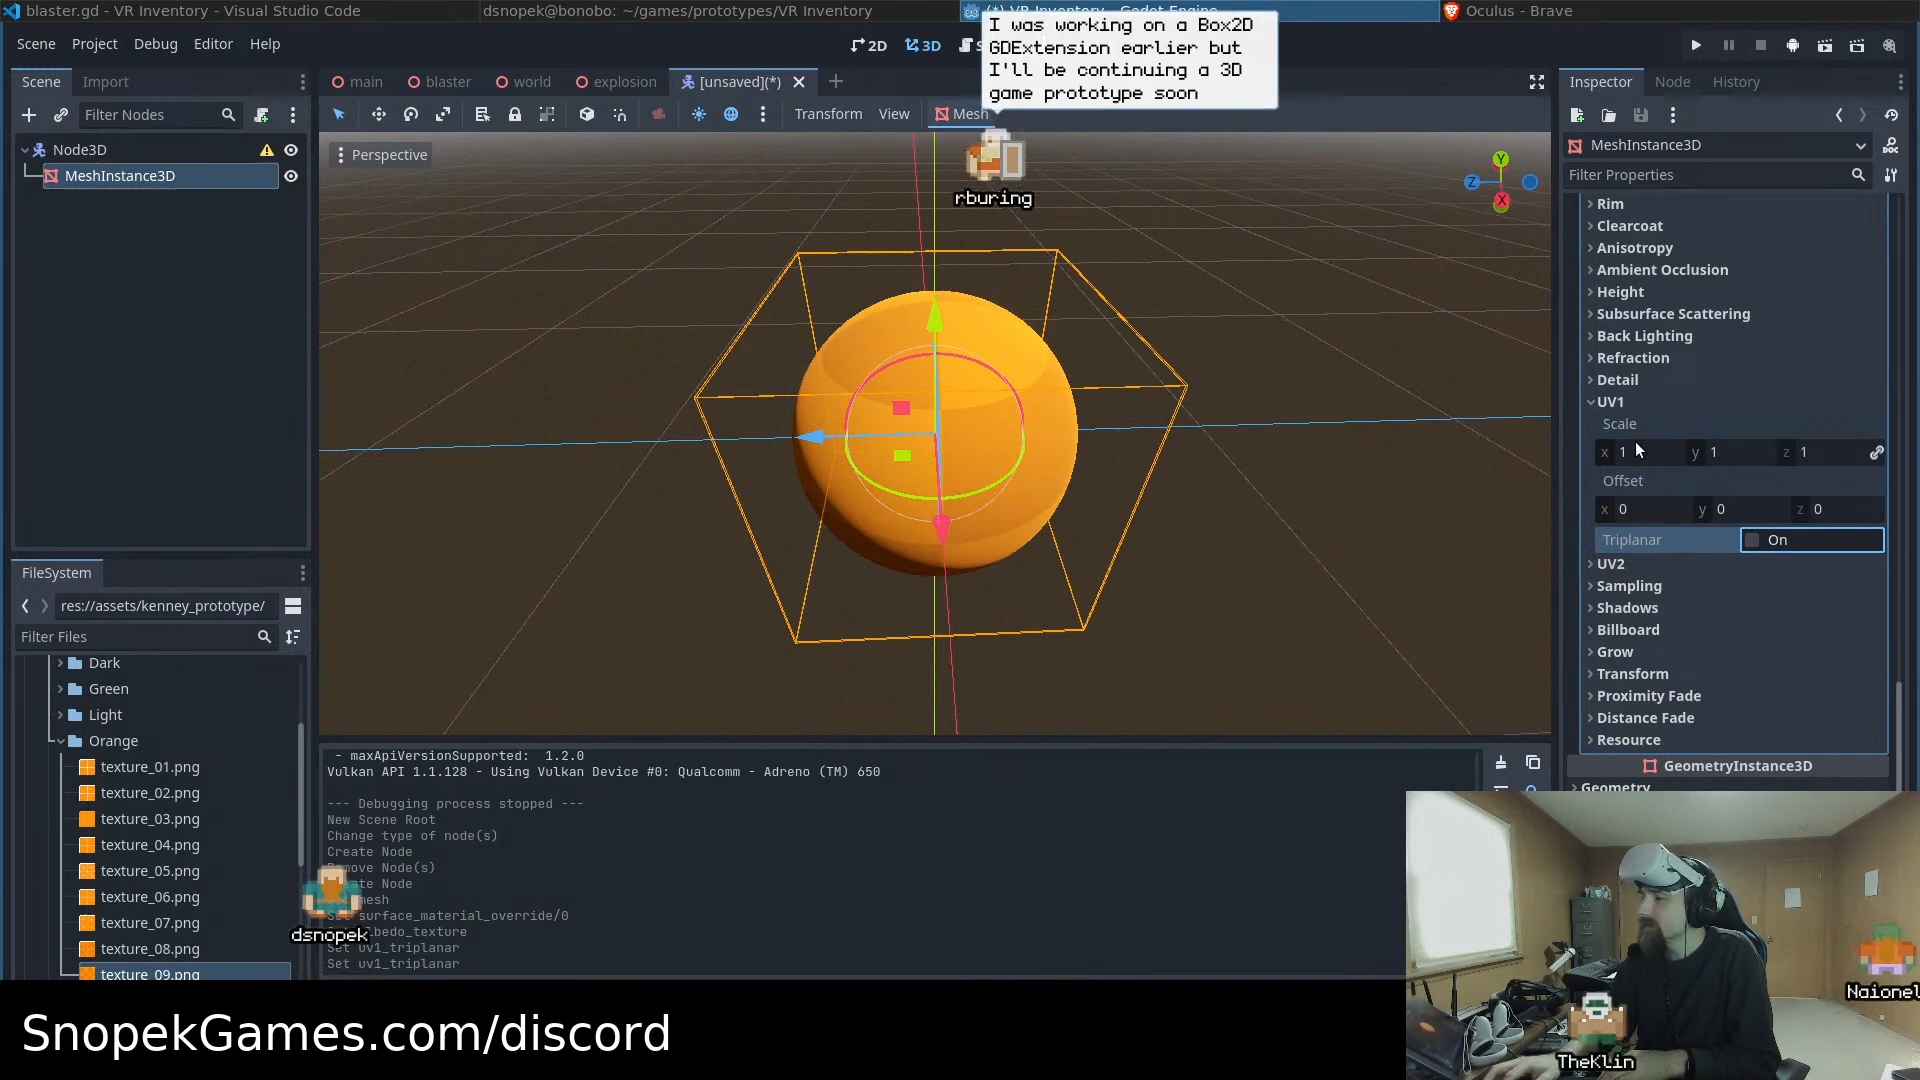 blaster.gd - VR Inventory - Visual Studio Code
dsnopek@bonobo: ~/games/prototypes/VR Inventory
(*) VR Inventory - Godot Engine
Oculus - Brave
I was working on a Box2D
GDExtension earlier but
I'll be continuing a 3D
game prototype soon
Scene Project Debug Editor Help
2D 3D
Scene Import
main blaster world explosion [unsaved](*)
Inspector Node History
Filter Nodes
Transform View Mesh
Node3D
MeshInstance3D
Perspective
rburing
Y
Z
X
MeshInstance3D
Filter Properties
Rim
Clearcoat
Anisotropy
Ambient Occlusion
Height
Subsurface Scattering
Back Lighting
Refraction
Detail
UV1
Scale
x 1 y 1 z 1
Offset
x 0 y 0 z 0
Triplanar On
UV2
Sampling
Shadows
Billboard
Grow
Transform
Proximity Fade
Distance Fade
Resource
GeometryInstance3D
Geometry
FileSystem
res://assets/kenney_prototype/
Filter Files
Dark
Green
Light
Orange
texture_01.png
texture_02.png
texture_03.png
texture_04.png
texture_05.png
texture_06.png
texture_07.png
texture_08.png
texture_09.png
- maxApiVersionSupported: 1.2.0
Vulkan API 1.1.128 - Using Vulkan Device #0: Qualcomm - Adreno (TM) 650
--- Debugging process stopped ---
New Scene Root
Change type of node(s)
Create Node
Remove Node(s)
Create Node
mesh
Set surface_material_override/0
albedo_texture
Set uv1_triplanar
Set uv1_triplanar
dsnopek
SnopekGames.com/discord
Naionel
TheKlin